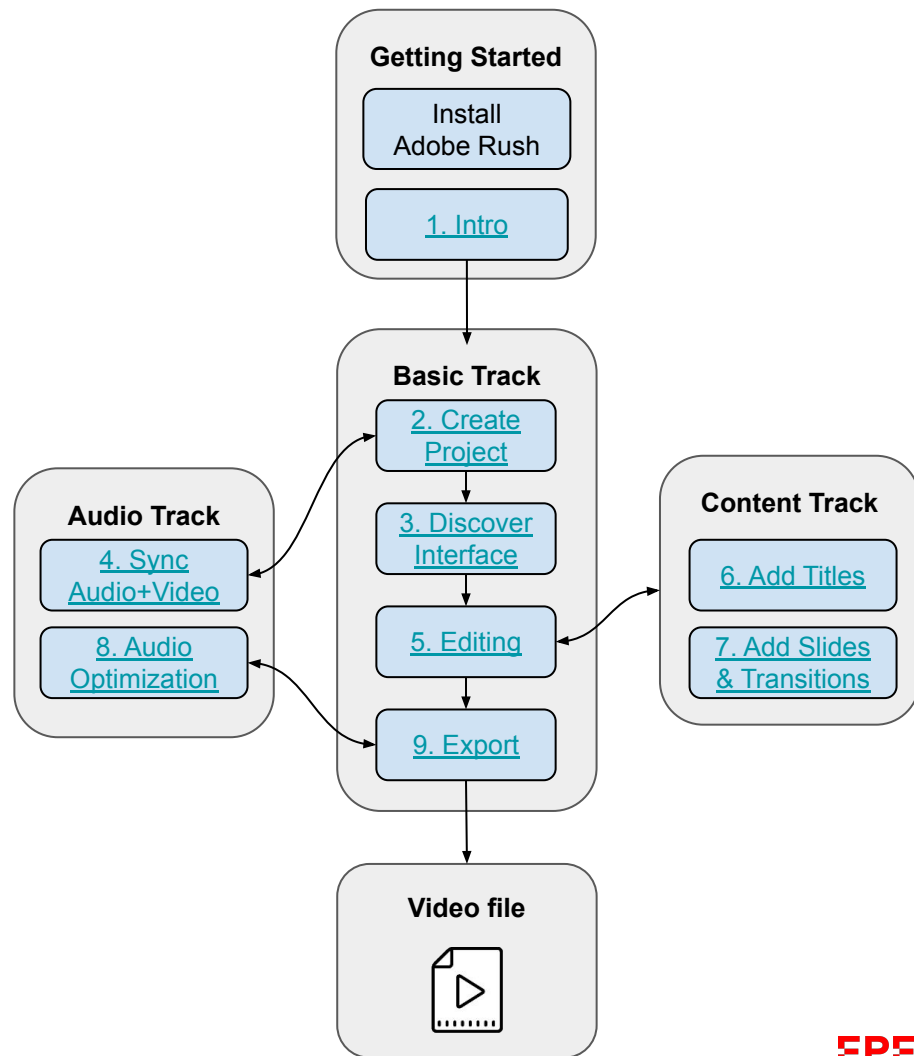 Getting Started
Install
Adobe Rush
1. Intro
Basic Track
2. Create
Project
3. Discover
Interface
5. Editing
9. Export
Audio Track
4. Sync
Audio+Video
8. Audio
Optimization
Content Track
6. Add Titles
7. Add Slides
& Transitions
Video file